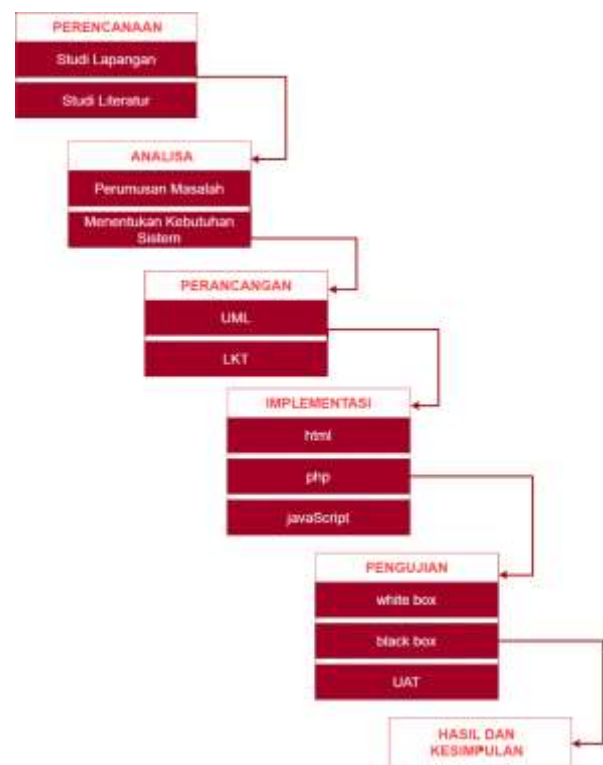 PERENCANAAN
Studi Lapangan
Studi Literatur
ANALISA
Perumusan Masalah
Menentukan Kebutuhan
Sistem
PERANCANGAN
UML
LKT
IMPLEMENTASI
html
php
javaScript
PENGUJIAN
white box
black box
UAT
HASIL DAN
KESIMPULAN